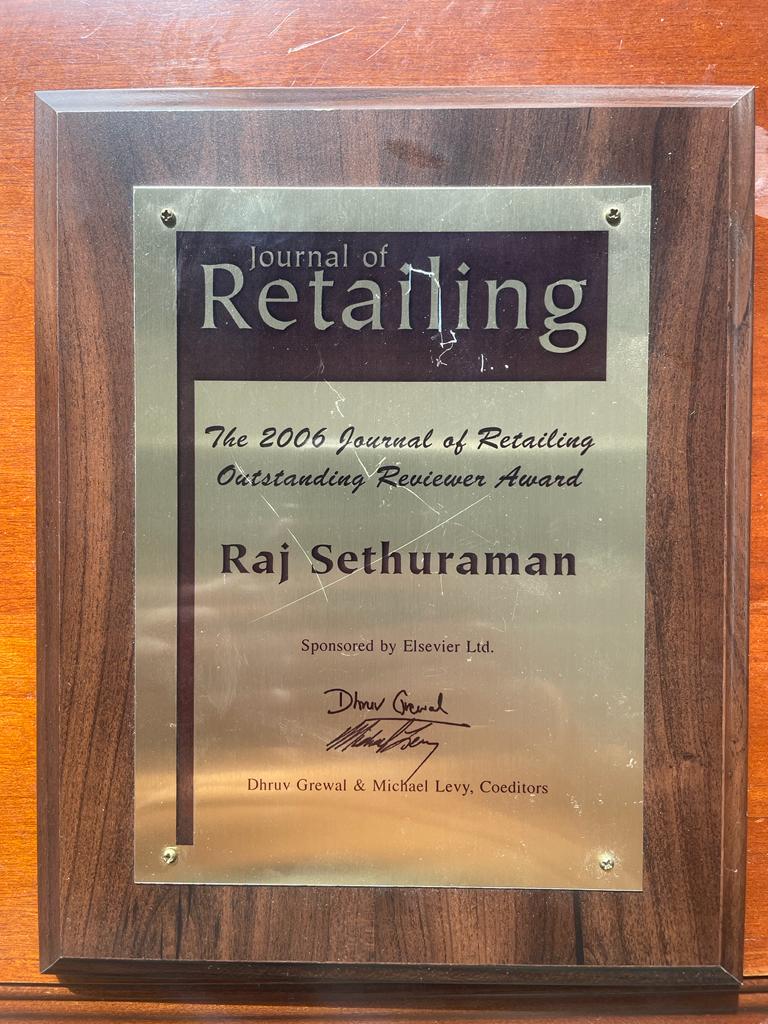 Journal of
Retailing
The 2006 Journal of Retailing
Outstanding Reviewer Award
Raj Sethuraman
Sponsored by Elsevier Ltd.
Dhruv Grewal
Michael Levy
Dhruv Grewal & Michael Levy, Coeditors